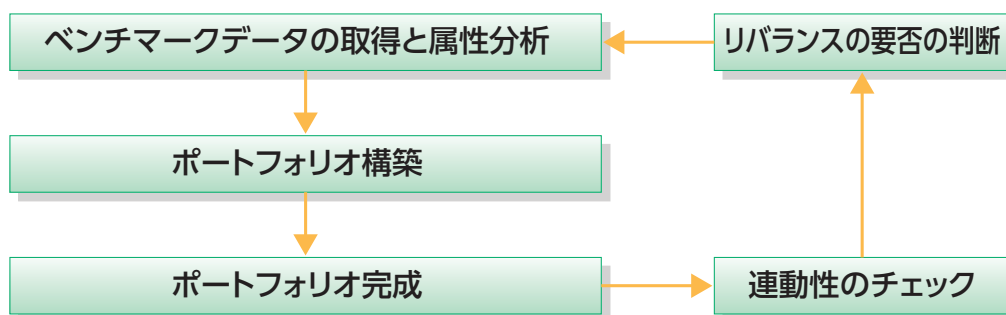 ベンチマークデータの取得と属性分析
リバランスの要否の判断
ポートフォリオ構築
ポートフォリオ完成
連動性のチェック